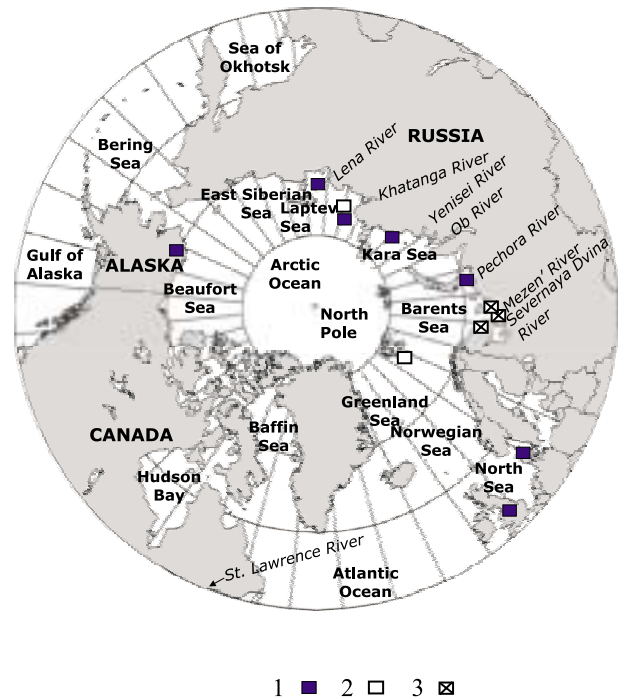 Sea of
Okhotsk
RUSSIA
Lena River
Khatanga River
Yenisei River
Ob River
Pechora River
Mezen' River
Severnaya Dvina
River
Bering
Sea
East Siberian
Sea
Laptev
Sea
Kara Sea
Gulf of
Alaska
ALASKA
Arctic
Ocean
Beaufort
Sea
North
Pole
Barents
Sea
Greenland
Sea
Norwegian
Sea
CANADA
Baffin
Sea
Hudson
Bay
North
Sea
St. Lawrence River
Atlantic
Ocean
1 2 3